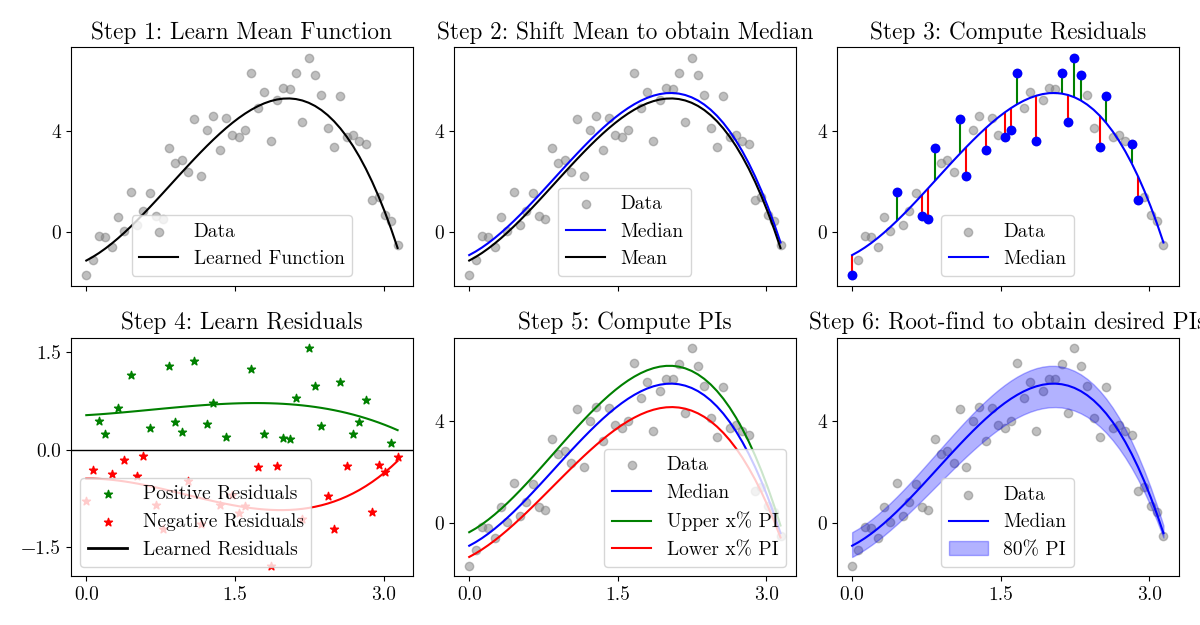 Step 1: Learn Mean Function
4
0
Data
Learned Function
Step 2: Shift Mean to obtain Median
4
0
Data
Median
Mean
Step 3: Compute Residuals
4
0
Data
Median
Step 4: Learn Residuals
1.5
0.0
−1.5
Positive Residuals
Negative Residuals
Learned Residuals
0.0 1.5 3.0
Step 5: Compute PIs
4
0
Data
Median
Upper x% PI
Lower x% PI
0.0 1.5 3.0
Step 6: Root-find to obtain desired PIs
4
0
Data
Median
80% PI
0.0 1.5 3.0